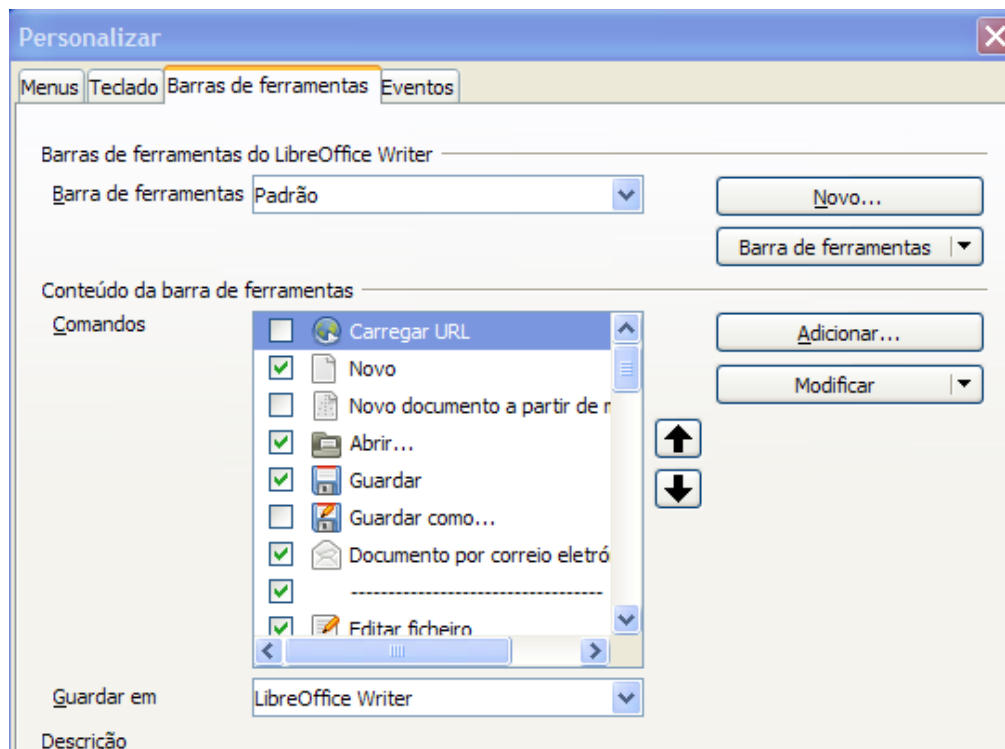 Personalizar
Menus Teclado Barras de ferramentas Eventos
Barras de ferramentas do LibreOffice Writer
Barra de ferramentas Padrão Novo...
Barra de ferramentas
Conteúdo da barra de ferramentas
Comandos Carregar URL Adicionar...
Novo
Modificar
Novo documento a partir de
Abrir...
Guardar
Guardar como...
Documento por correio eletró
---------------------------------
Editar ficheiro
Guardar em LibreOffice Writer
Descrição